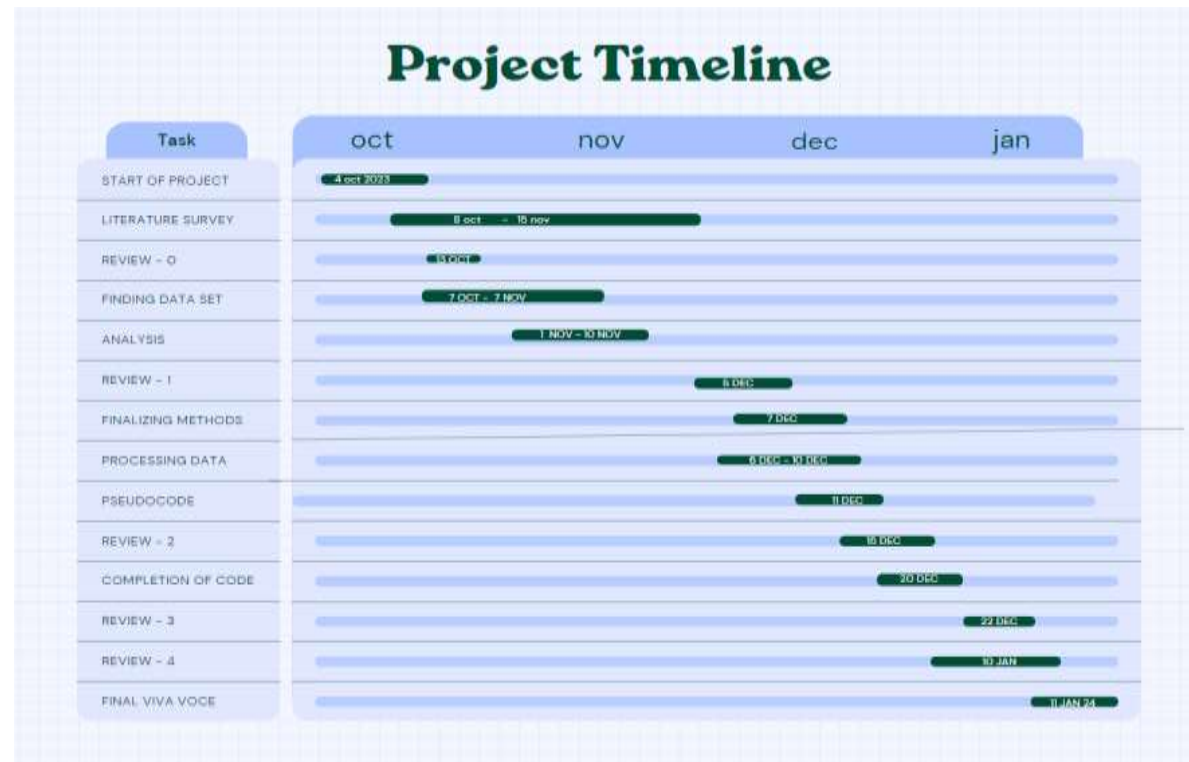 Project Timeline
Task oct nov dec jan
START OF PROJECT 4 oct 2023
LITERATURE SURVEY 8 oct - 15 nov
REVIEW - 0 13 OCT
FINDING DATA SET 7 OCT - 7 NOV
ANALYSIS 1 NOV - 10 NOV
REVIEW - 1 DEC
FINALIZING METHODS 7 DEC
PROCESSING DATA 6 DEC - 10 DEC
PSEUDOCODE 11 DEC
REVIEW - 2 DEC
COMPLETION OF CODE 20 DEC
REVIEW - 3 22 DEC
REVIEW - 4 10 JAN
FINAL VIVA VOCE 11 JAN 24